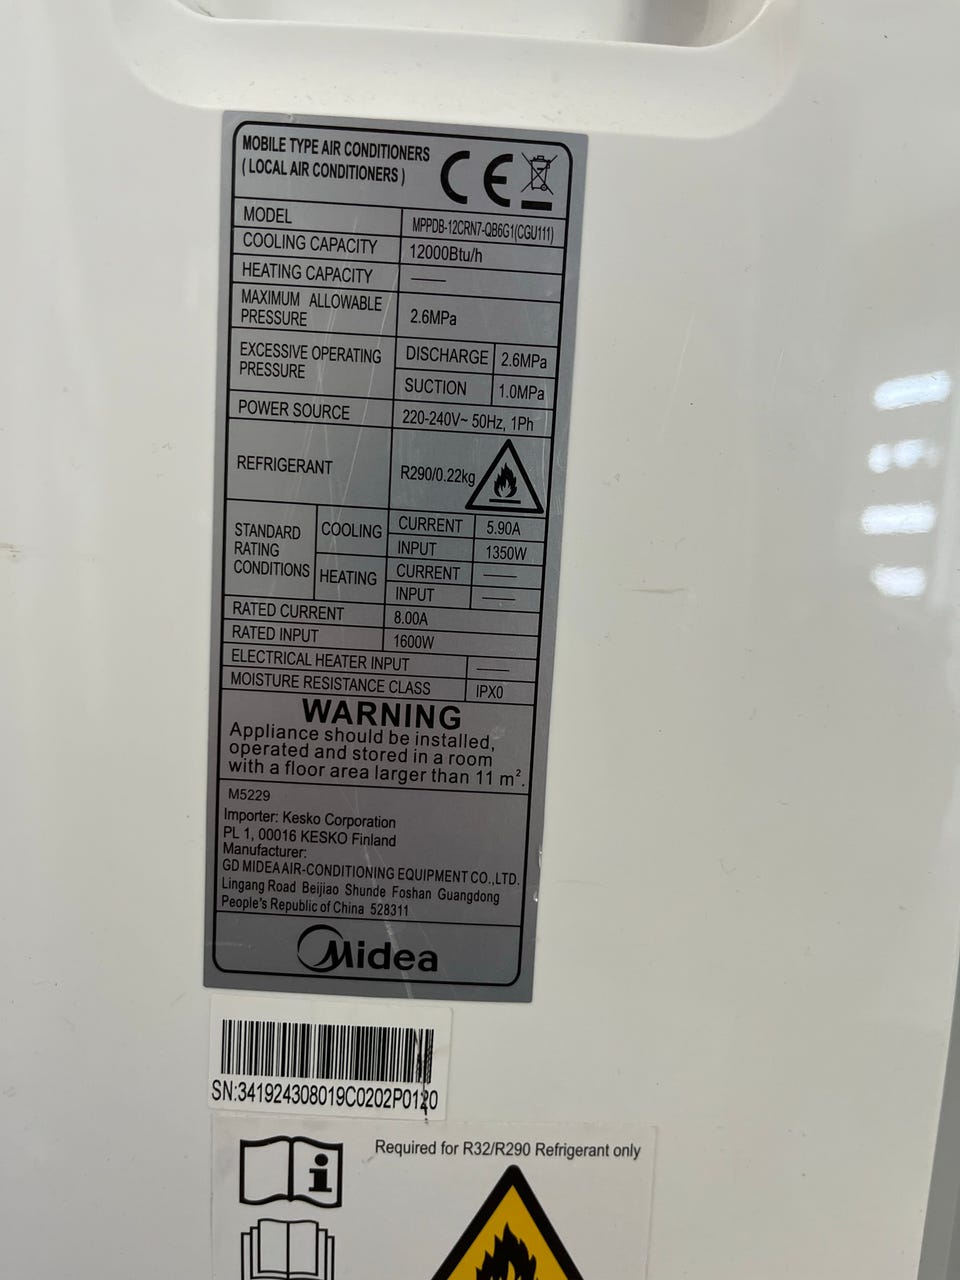 MOBILE TYPE AIR CONDITIONERS
( LOCAL AIR CONDITIONERS )
CE
MODEL MPPDB-12CRN7-QB6G1(CGU111)
COOLING CAPACITY 12000Btu/h
HEATING CAPACITY ——
MAXIMUM ALLOWABLE
PRESSURE 2.6MPa
EXCESSIVE OPERATING
PRESSURE
DISCHARGE 2.6MPa
SUCTION 1.0MPa
POWER SOURCE 220-240V~ 50Hz, 1Ph
REFRIGERANT R290/0.22kg
STANDARD
RATING
CONDITIONS
COOLING CURRENT 5.90A
INPUT 1350W
HEATING CURRENT ——
INPUT ——
RATED CURRENT 8.00A
RATED INPUT 1600W
ELECTRICAL HEATER INPUT ——
MOISTURE RESISTANCE CLASS IPX0
WARNING
Appliance should be installed,
operated and stored in a room
with a floor area larger than 11 m².
M5229
Importer: Kesko Corporation
PL 1, 00016 KESKO Finland
Manufacturer:
GD MIDEA AIR-CONDITIONING EQUIPMENT CO.,LTD.
Lingang Road Beijiao Shunde Foshan Guangdong
People's Republic of China 528311
Midea
SN:341924308019C0202P0120
i
Required for R32/R290 Refrigerant only